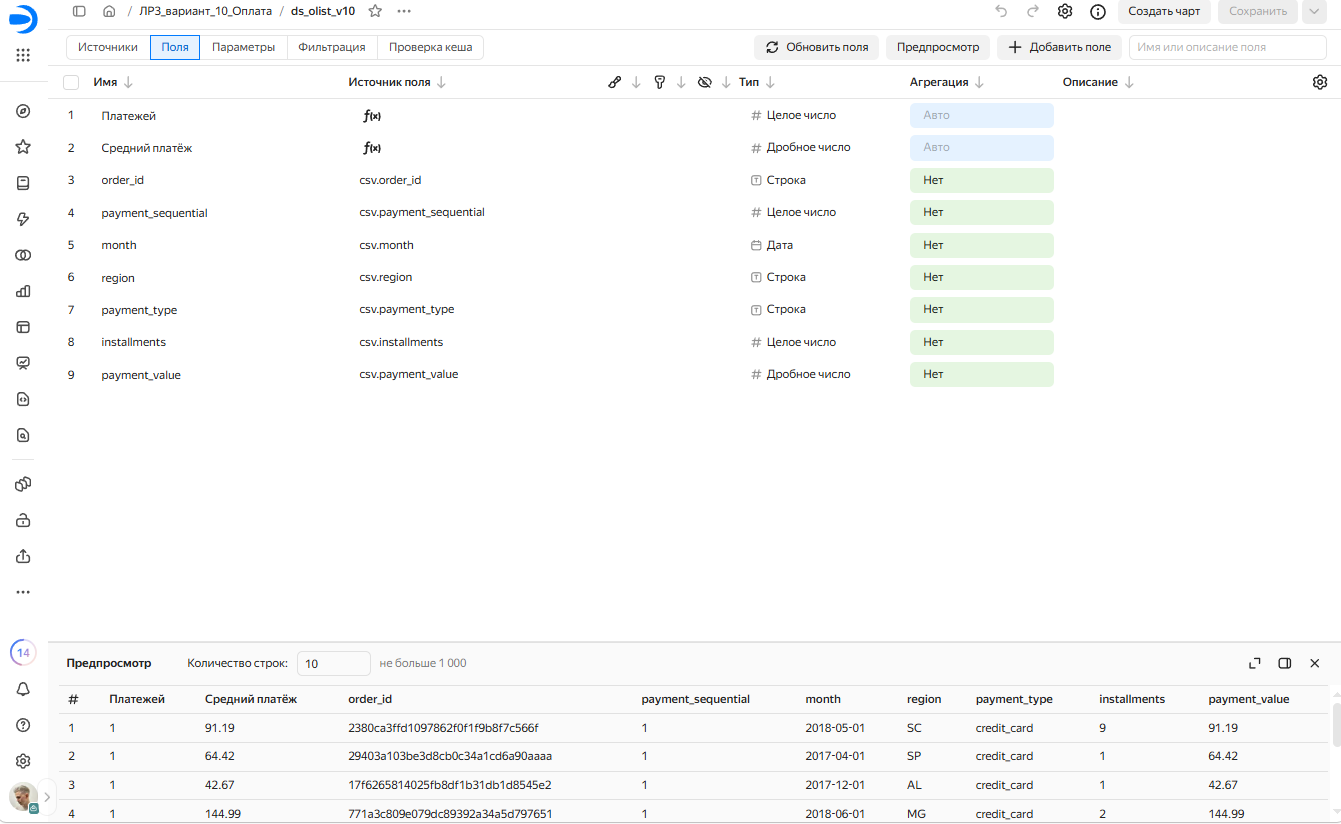 / ЛР3_вариант_10_Оплата / ds_olist_v10 Создать чарт Сохранить
Источники Поля Параметры Фильтрация Проверка кеша Обновить поля Предпросмотр Добавить поле Имя или описание поля
Имя Источник поля Тип Агрегация Описание
1 Платежей f(x) # Целое число Авто
2 Средний платёж f(x) # Дробное число Авто
3 order_id csv.order_id Строка Нет
4 payment_sequential csv.payment_sequential # Целое число Нет
5 month csv.month Дата Нет
6 region csv.region Строка Нет
7 payment_type csv.payment_type Строка Нет
8 installments csv.installments # Целое число Нет
9 payment_value csv.payment_value # Дробное число Нет
14
Предпросмотр Количество строк: 10 не больше 1 000
# Платежей Средний платёж order_id payment_sequential month region payment_type installments payment_value
1 1 91.19 2380ca3ffd1097862f0f1f9b8f7c566f 1 2018-05-01 SC credit_card 9 91.19
2 1 64.42 29403a103be3d8cb0c34a1cd6a90aaaa 1 2017-04-01 SP credit_card 1 64.42
3 1 42.67 17f6265814025fb8df1b31db1d8545e2 1 2017-12-01 AL credit_card 1 42.67
4 1 144.99 771a3c809e079dc89392a34a5d797651 1 2018-06-01 MG credit_card 2 144.99